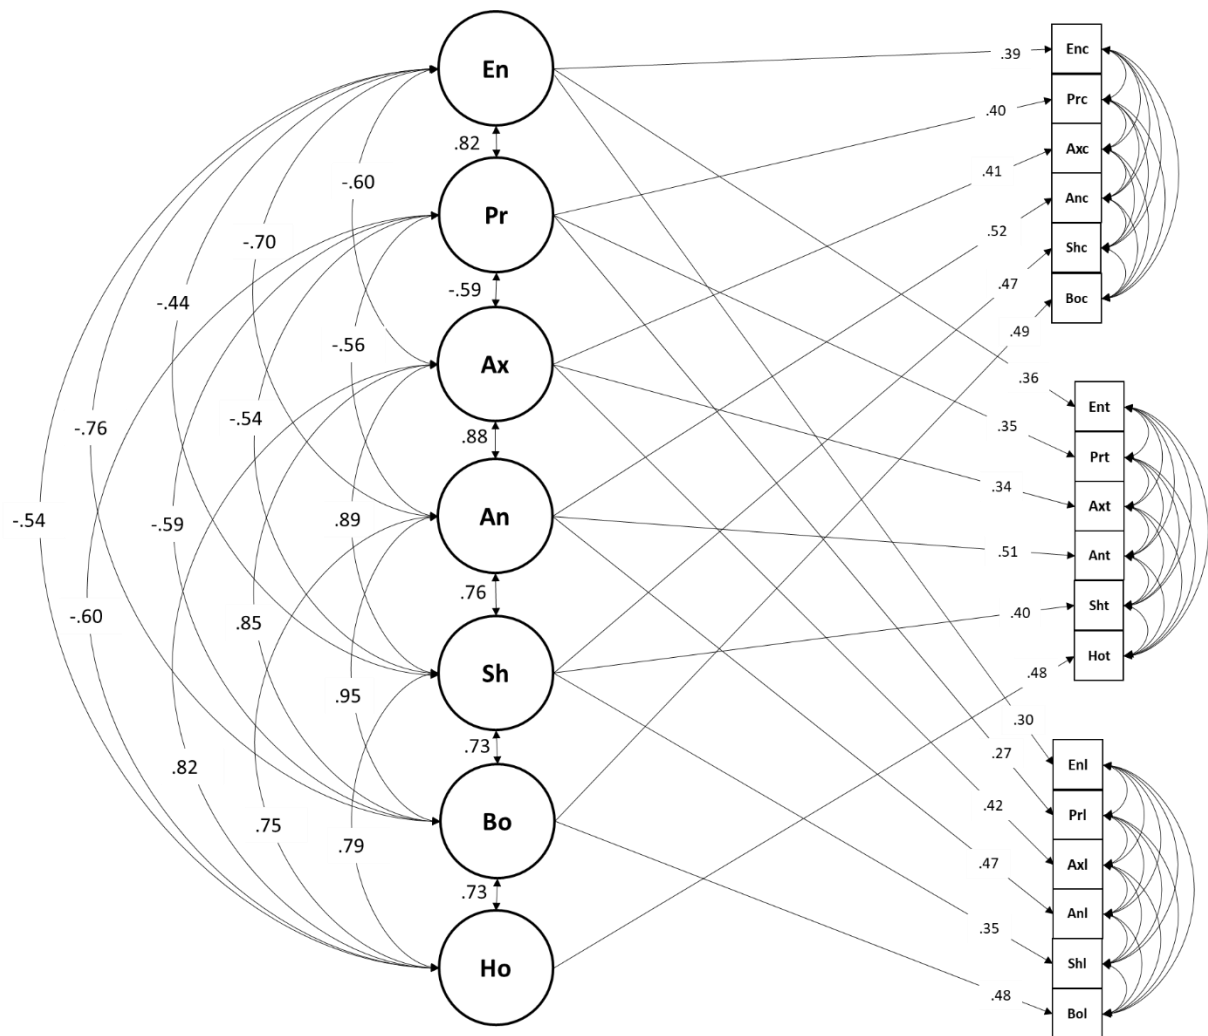 En
.82
Pr
-.59
Ax
.88
An
.76
Sh
.73
Bo
.73
Ho
-.60
-.70
-.44
-.56
-.54
-.76
-.54
-.59
.89
-.60
.85
.95
.82
.75
.79
.39
.40
.41
.52
.47
.49
.36
.35
.34
.51
.40
.48
.30
.27
.42
.47
.35
.48
Enc
Prc
Axc
Anc
Shc
Boc
Ent
Prt
Axt
Ant
Sht
Hot
Enl
Prl
Axl
Anl
Shl
Bol